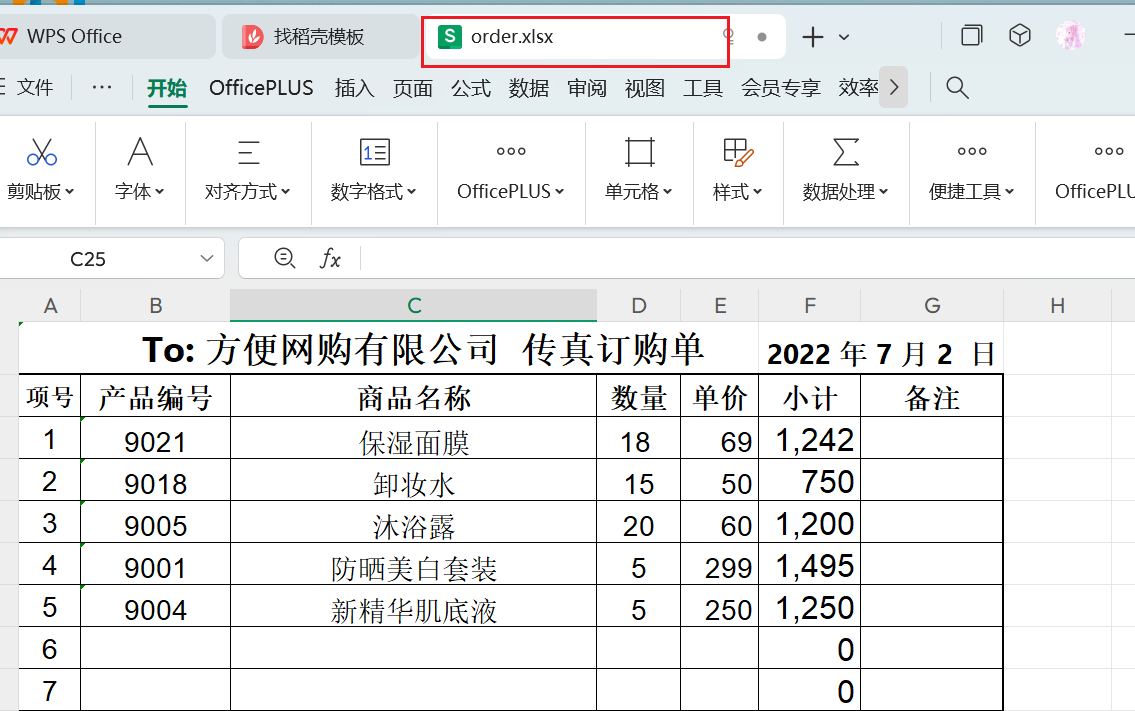 WPS Office 找稻壳模板 order.xlsx
文件 ··· 开始 OfficePLUS 插入 页面 公式 数据 审阅 视图 工具 会员专享 效率
剪贴板 字体 对齐方式 数字格式 OfficePLUS 单元格 样式 数据处理 便捷工具 OfficePLU
C25 fx
A B C D E F G H
To: 方便网购有限公司 传真订购单 2022 年 7 月 2 日
项号 产品编号 商品名称 数量 单价 小计 备注
1 9021 保湿面膜 18 69 1,242
2 9018 卸妆水 15 50 750
3 9005 沐浴露 20 60 1,200
4 9001 防晒美白套装 5 299 1,495
5 9004 新精华肌底液 5 250 1,250
6 0
7 0